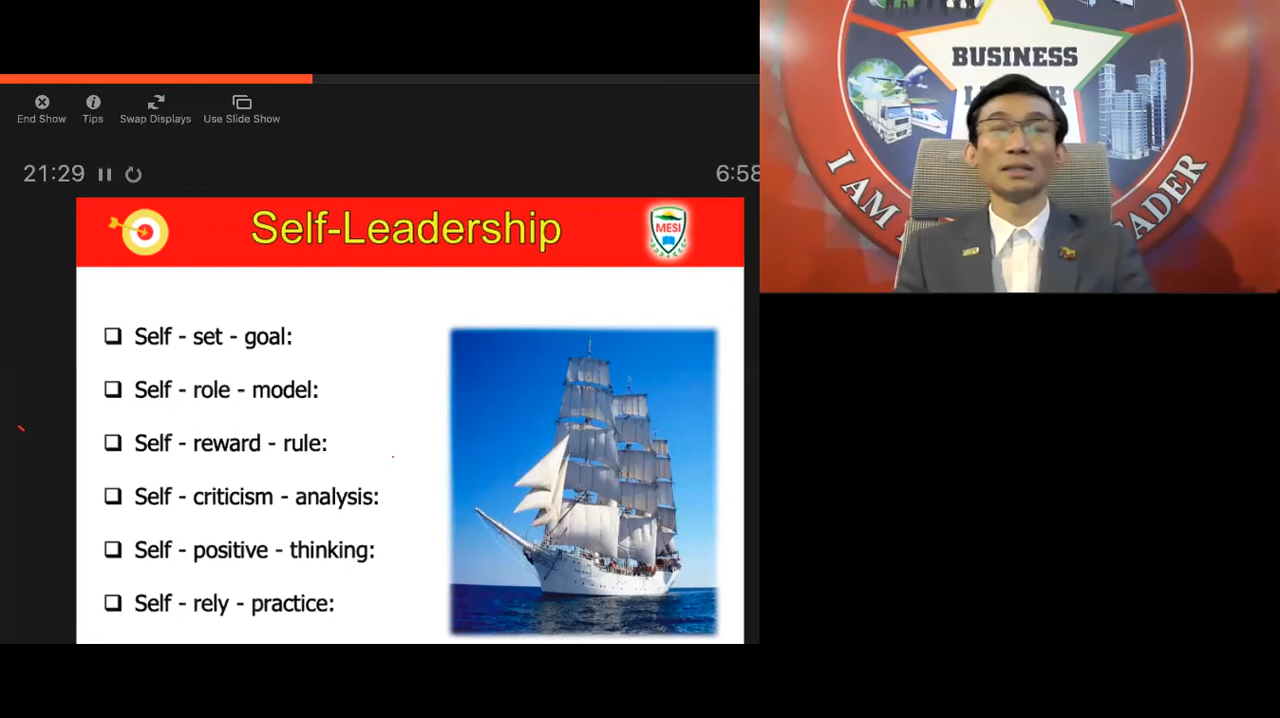 End Show
Tips
Swap Displays
Use Slide Show
21:29
6:58
Self-Leadership
MESI
Self - set - goal:
Self - role - model:
Self - reward - rule:
Self - criticism - analysis:
Self - positive - thinking:
Self - rely - practice:
BUSINESS
I AM